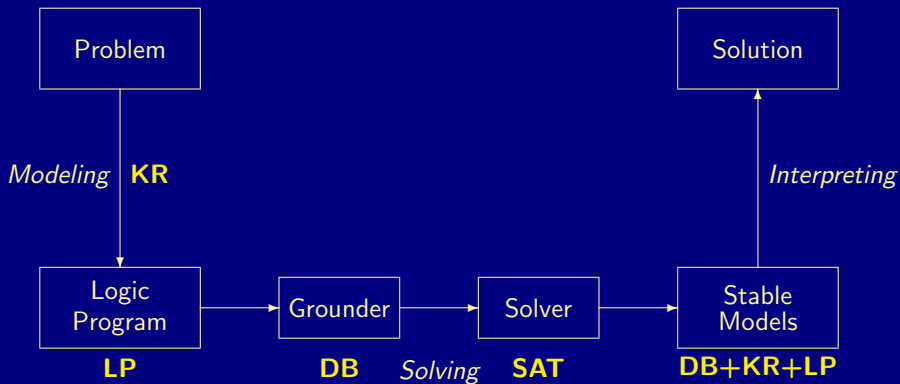 Problem
Solution
Modeling KR
Interpreting
Logic
Program
Grounder
Solver
Stable
Models
LP
DB
Solving
SAT
DB+KR+LP